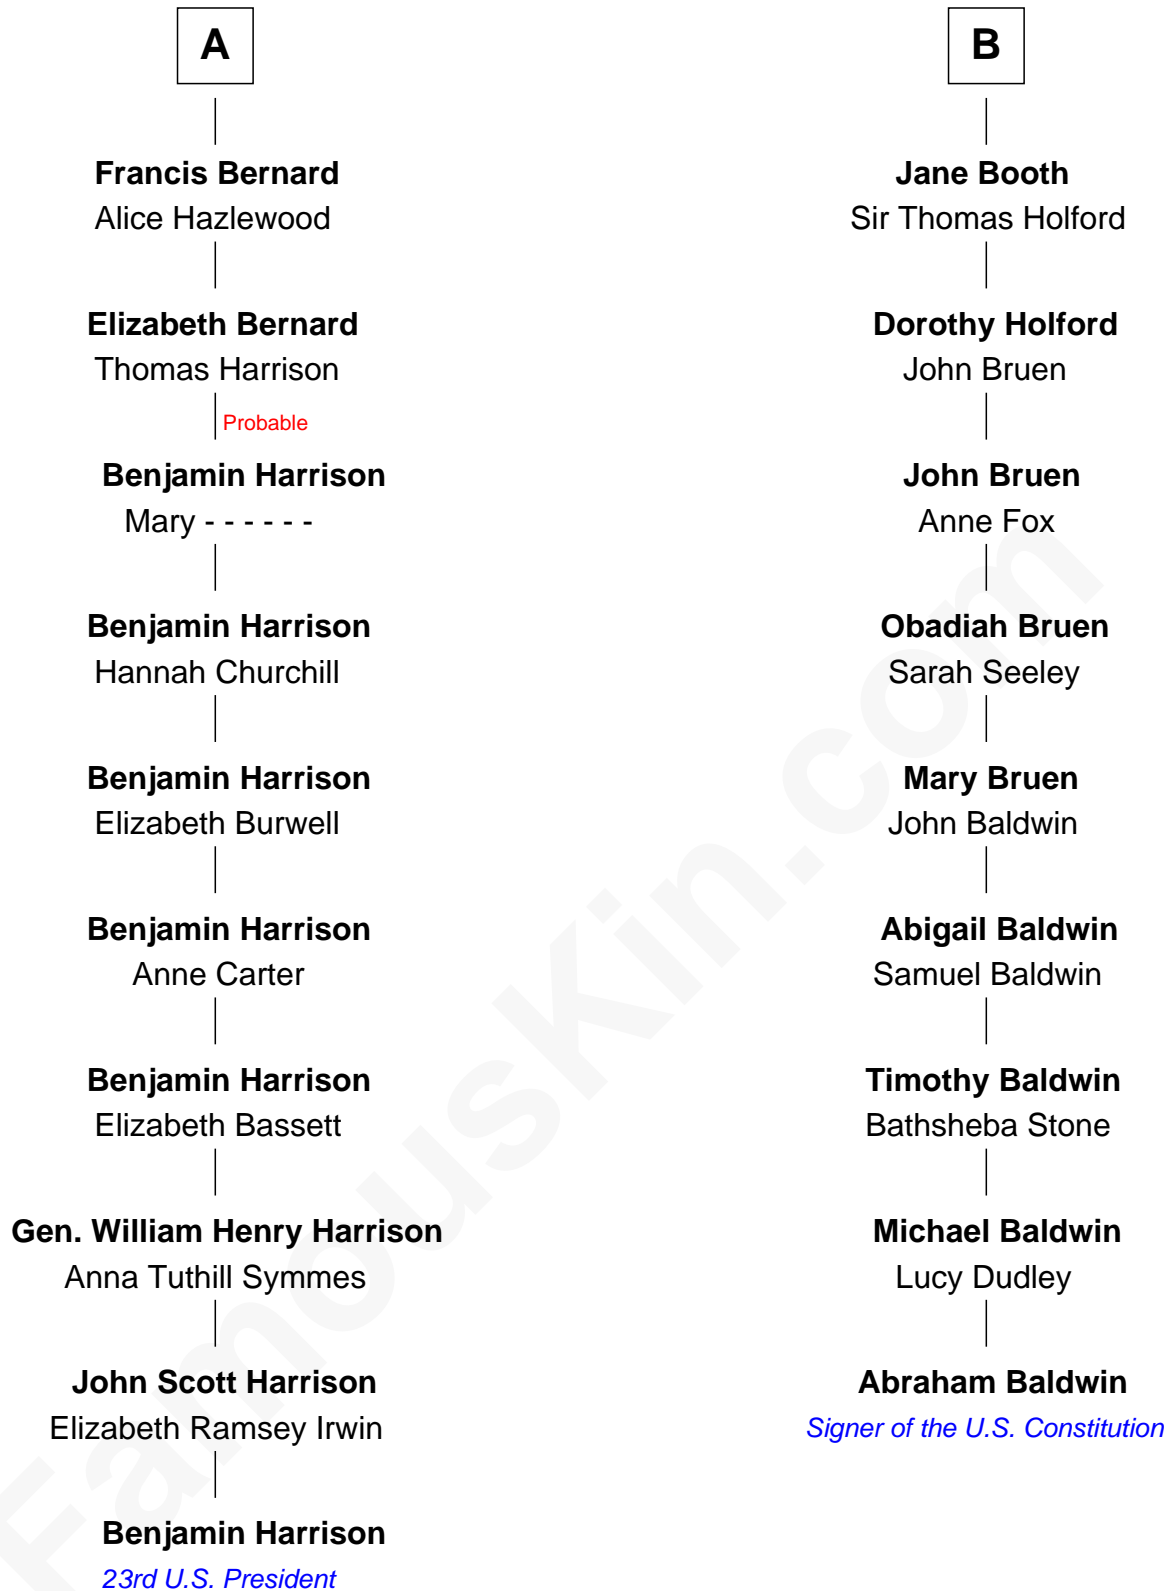 A
Francis Bernard
Alice Hazlewood
Elizabeth Bernard
Thomas Harrison
Probable
Benjamin Harrison
Mary - - - - - -
Benjamin Harrison
Hannah Churchill
Benjamin Harrison
Elizabeth Burwell
Benjamin Harrison
Anne Carter
Benjamin Harrison
Elizabeth Bassett
Gen. William Henry Harrison
Anna Tuthill Symmes
John Scott Harrison
Elizabeth Ramsey Irwin
Benjamin Harrison
23rd U.S. President
B
Jane Booth
Sir Thomas Holford
Dorothy Holford
John Bruen
John Bruen
Anne Fox
Obadiah Bruen
Sarah Seeley
Mary Bruen
John Baldwin
Abigail Baldwin
Samuel Baldwin
Timothy Baldwin
Bathsheba Stone
Michael Baldwin
Lucy Dudley
Abraham Baldwin
Signer of the U.S. Constitution
FamousKin.com